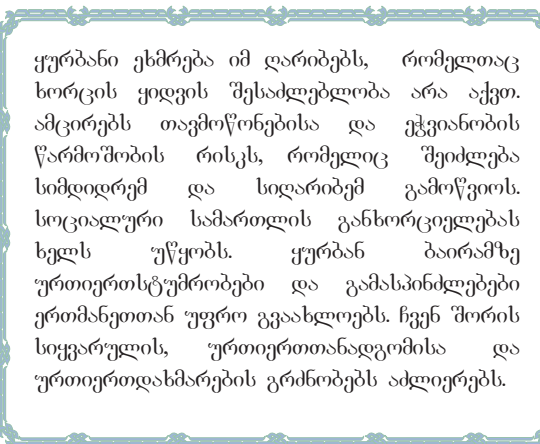 ყურბანი ეხმრება იმ ღარიბებს, რომელთაც
ხორცის ყიდვის შესაძლებლობა არა აქვთ.
ამცირებს თავმოწონებისა და ეჭვიანობის
წარმოშობის რისკს, რომელიც შეიძლება
სიმდიდრემ და სიღარიბემ გამოწვიოს.
სოციალური სამართლის განხორციელებას
ხელს უწყობს. ყურბან ბაირამზე
ურთიერთსტუმრობები და გამასპინძლებები
ერთმანეთთან უფრო გვაახლოებს. ჩვენ შორის
სიყვარულის, ურთიერთთანადგომისა და
ურთიერთდახმარების გრძნობებს აძლიერებს.